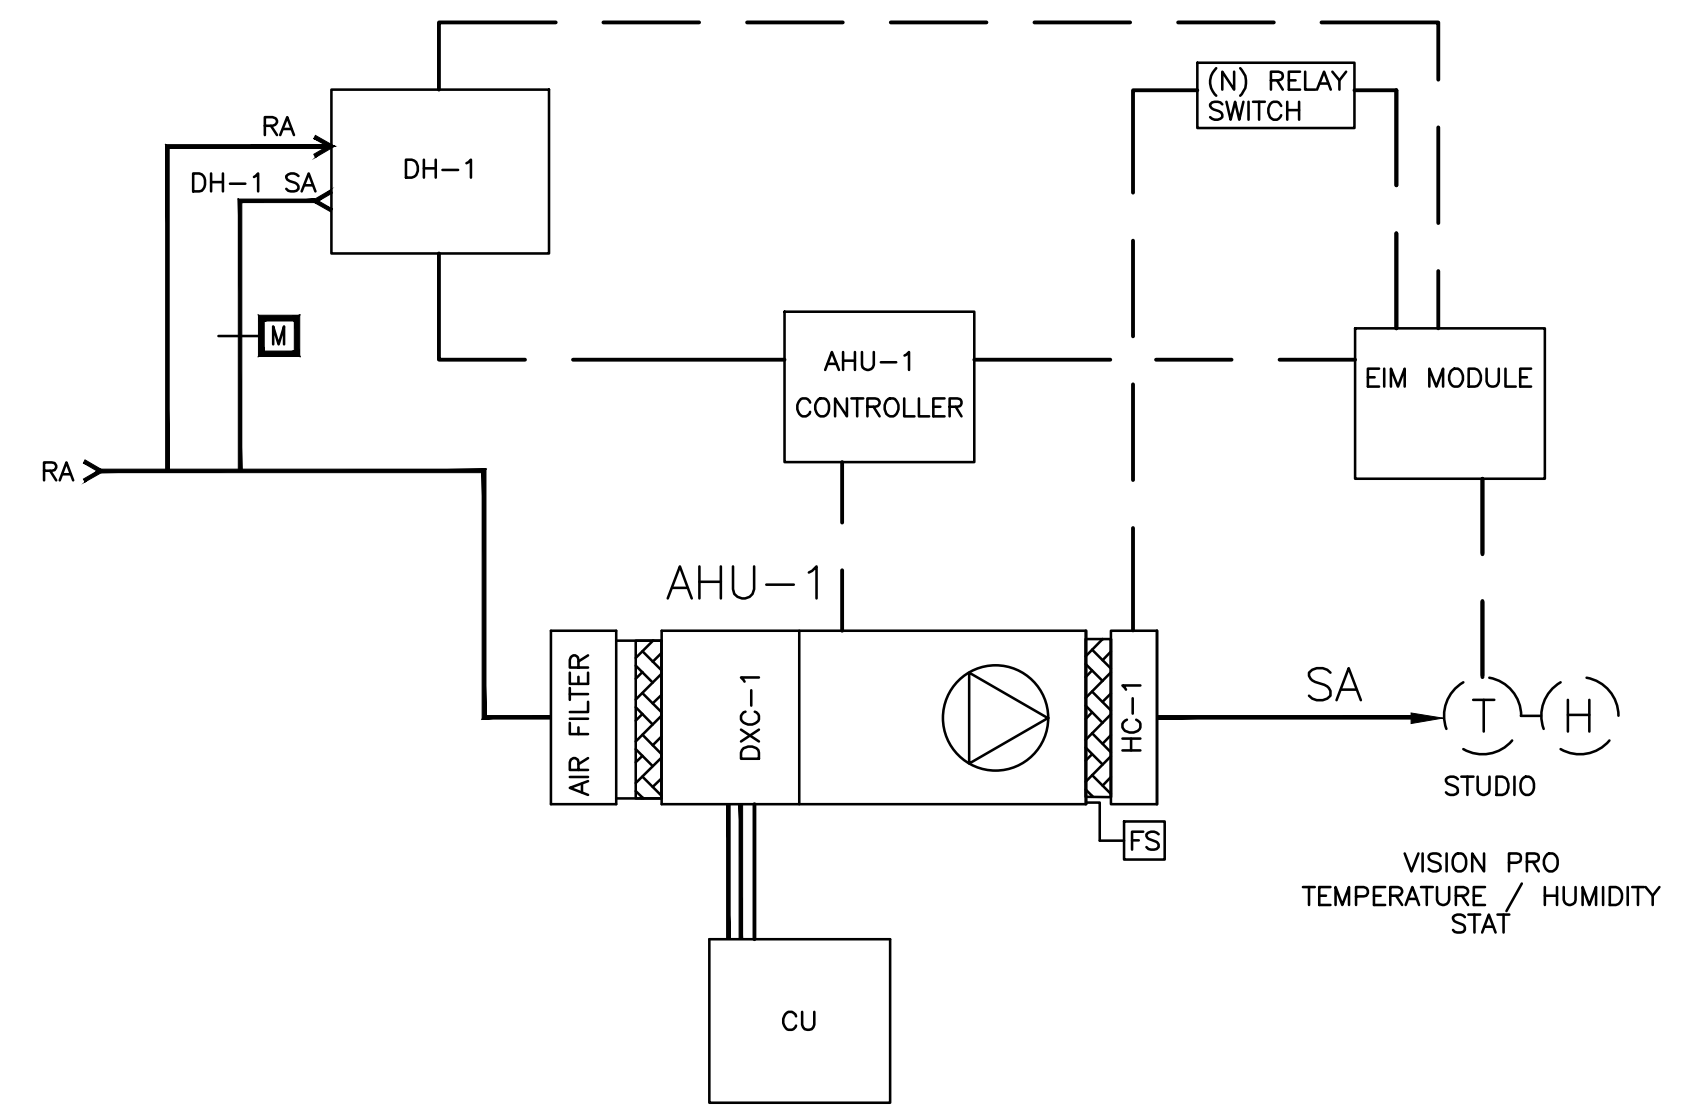 (N) RELAY
SWITCH
RA
DH-1
DH-1 SA
M
AHU-1
CONTROLLER
EIM MODULE
RA
AHU-1
AIR FILTER
DXC-1
HC-1
SA
T
H
STUDIO
FS
VISION PRO
TEMPERATURE / HUMIDITY
STAT
CU